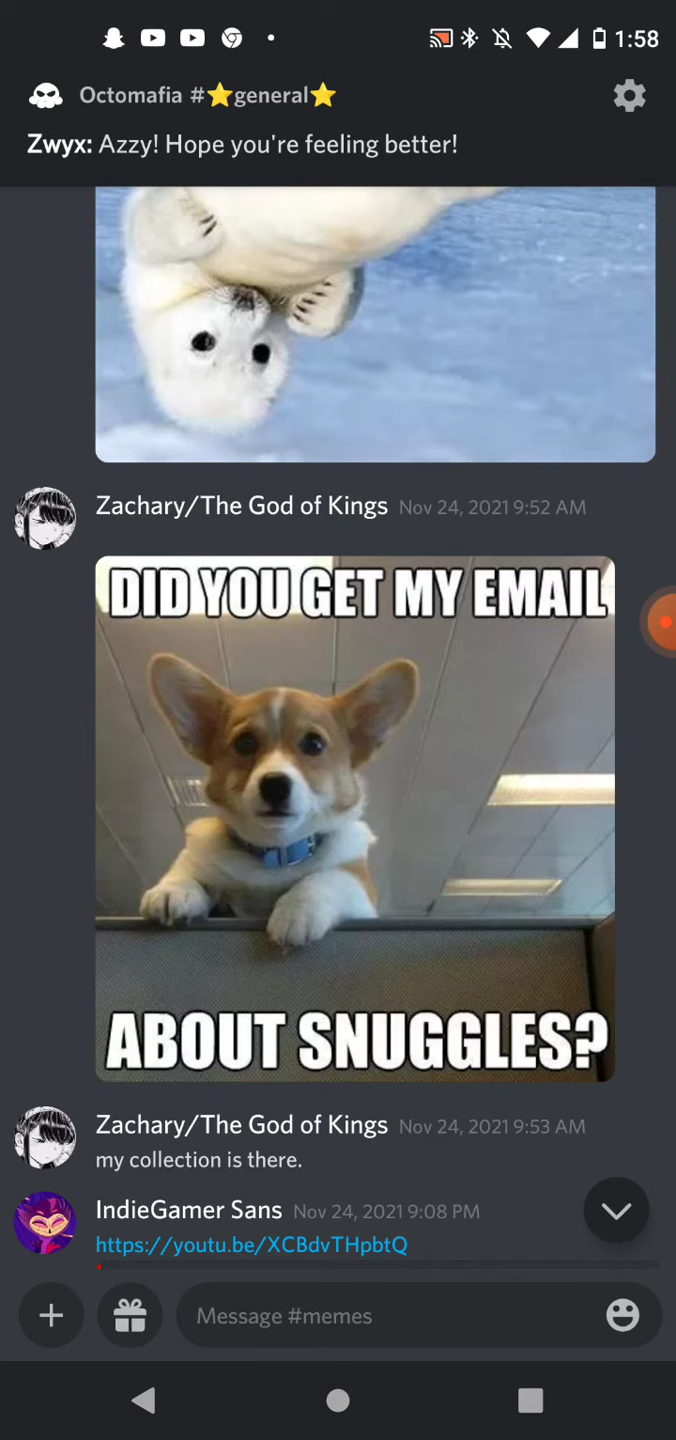 1:58
Octomafia #⭐general⭐
Zwyx: Azzy! Hope you're feeling better!
Zachary/The God of Kings Nov 24, 2021 9:52 AM
DID YOU GET MY EMAIL
ABOUT SNUGGLES?
Zachary/The God of Kings Nov 24, 2021 9:53 AM
my collection is there.
IndieGamer Sans Nov 24, 2021 9:08 PM
https://youtu.be/XCBdvTHpbtQ
Message #memes